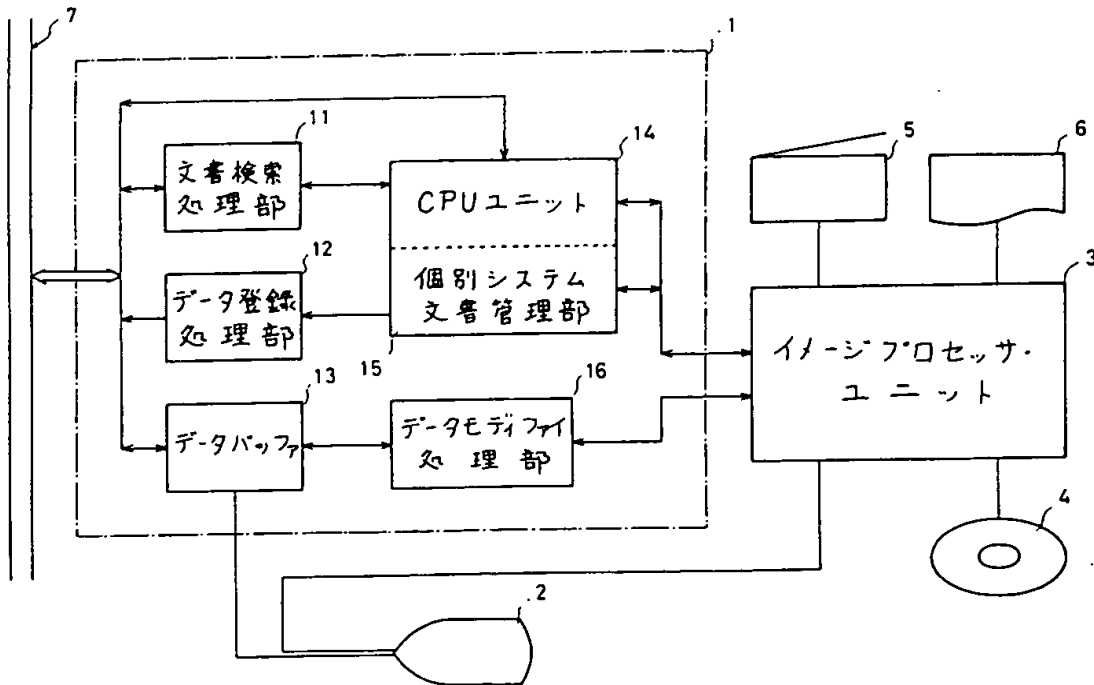 7
1
11
文書検索
処理部
14
CPUユニット
個別システム
文書管理部
15
12
データ登録
処理部
13
データバッファ
16
データモディファイ
処理部
5
6
3
イメージプロセッサ・
ユニット
4
2